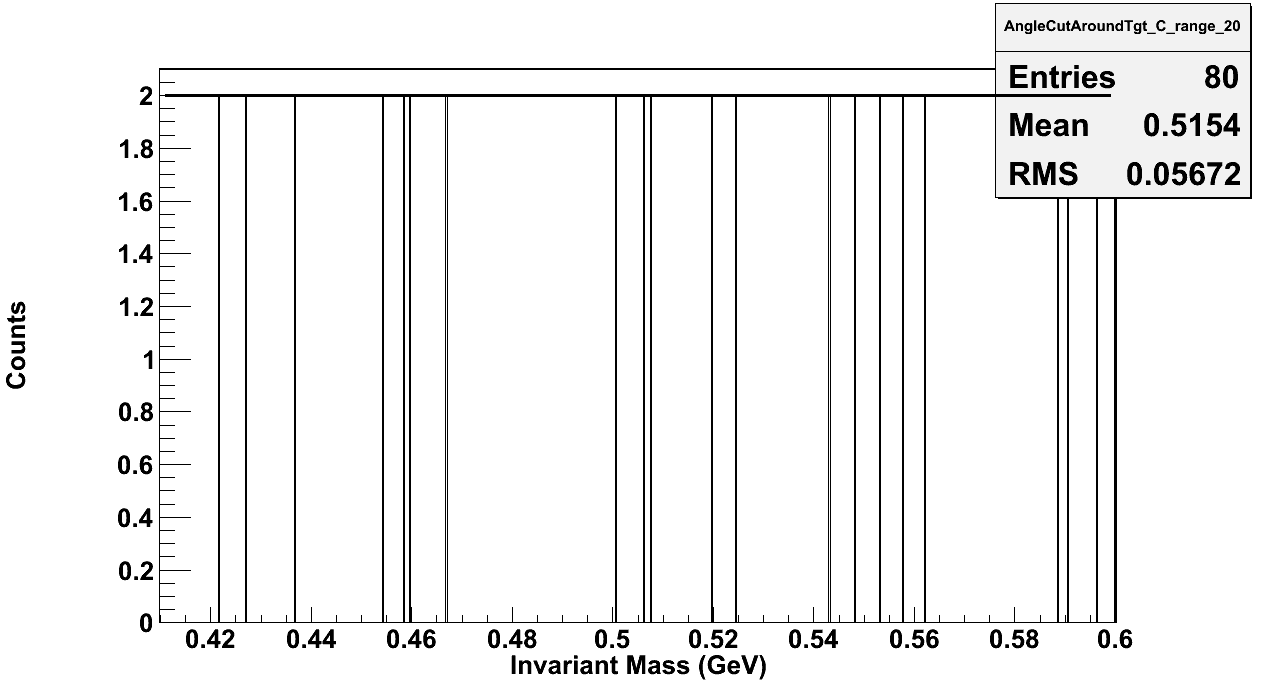 AngleCutAroundTgt_C_range_20
Entries 80
Mean 0.5154
RMS 0.05672
Counts
2
1.8
1.6
1.4
1.2
1
0.8
0.6
0.4
0.2
0
0.42 0.44 0.46 0.48 0.5 0.52 0.54 0.56 0.58 0.6
Invariant Mass (GeV)